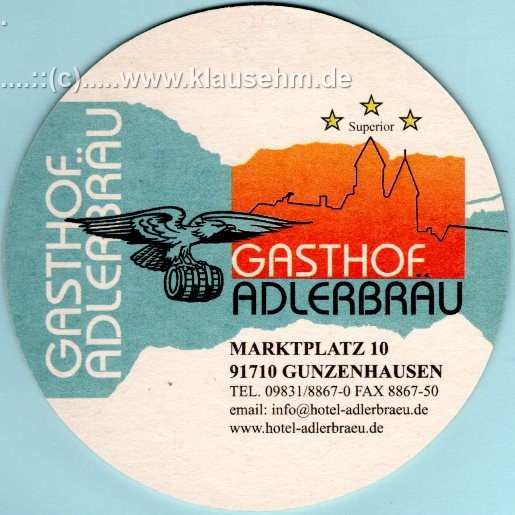 .
.....::(c).....www.klausehm.de
Superior
GASTHOF
ADLERBRÄU
GASTHOF
ADLERBRÄU
MARKTPLATZ 10
91710 GUNZENHAUSEN
TEL. 09831/8867-0 FAX 8867-50
email: info@hotel-adlerbraeu.de
www.hotel-adlerbraeu.de